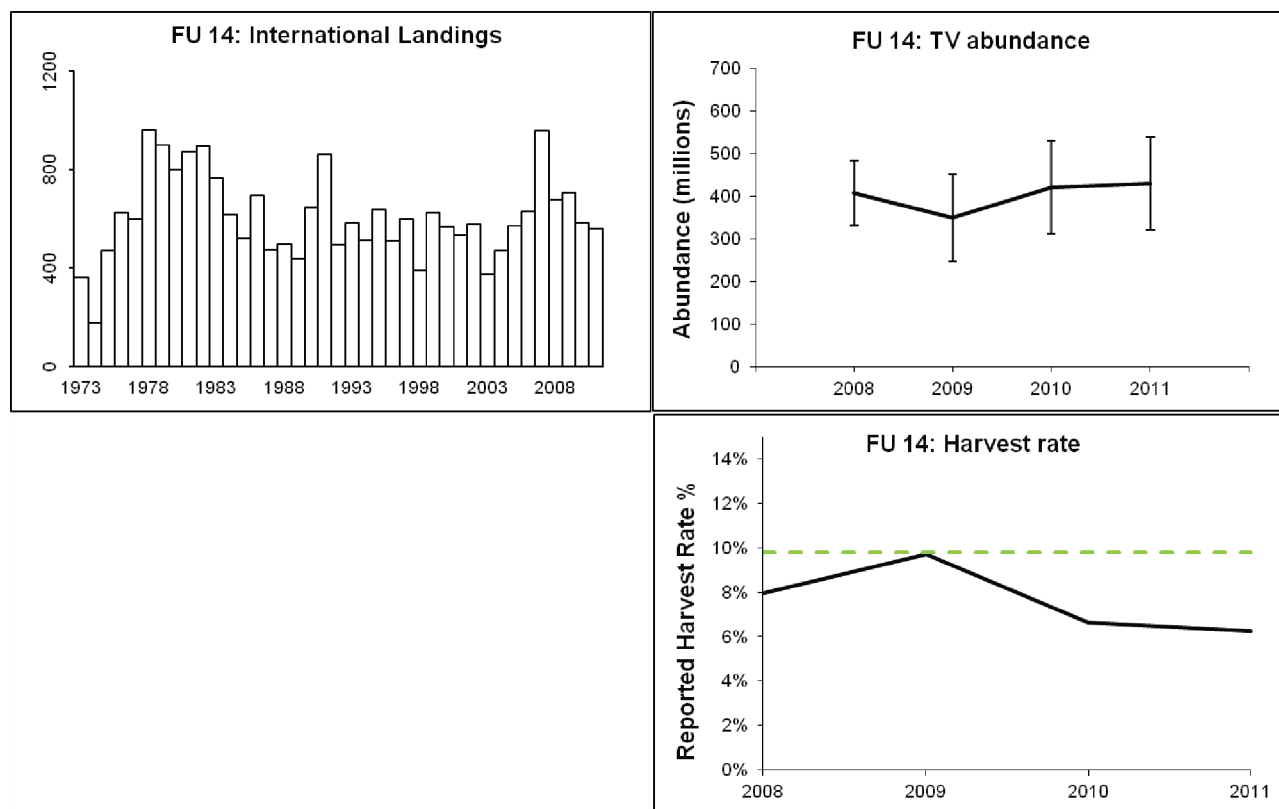 FU 14: International Landings
1200
800
400
0
1973 1978 1983 1988 1993 1998 2003 2008
FU 14: TV abundance
Abundance (millions)
700
600
500
400
300
200
100
0
2008 2009 2010 2011
FU 14: Harvest rate
Reported Harvest Rate %
14%
12%
10%
8%
6%
4%
2%
0%
2008 2009 2010 2011